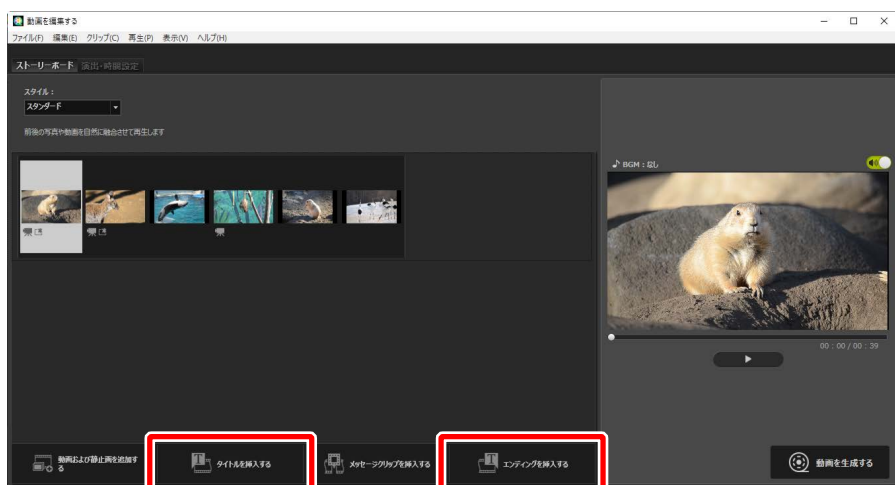 動画を編集する
ファイル(F) 編集(E) クリップ(C) 再生(P) 表示(V) ヘルプ(H)
ストーリーボード 演出・時間設定
スタイル：
スタンダード
前後の写真や動画を自然に融合させて再生します
BGM：なし
00：00 / 00：39
動画および静止画を追加す
る
タイトルを挿入する
メッセージクリップを挿入する
エンディングを挿入する
動画を生成する